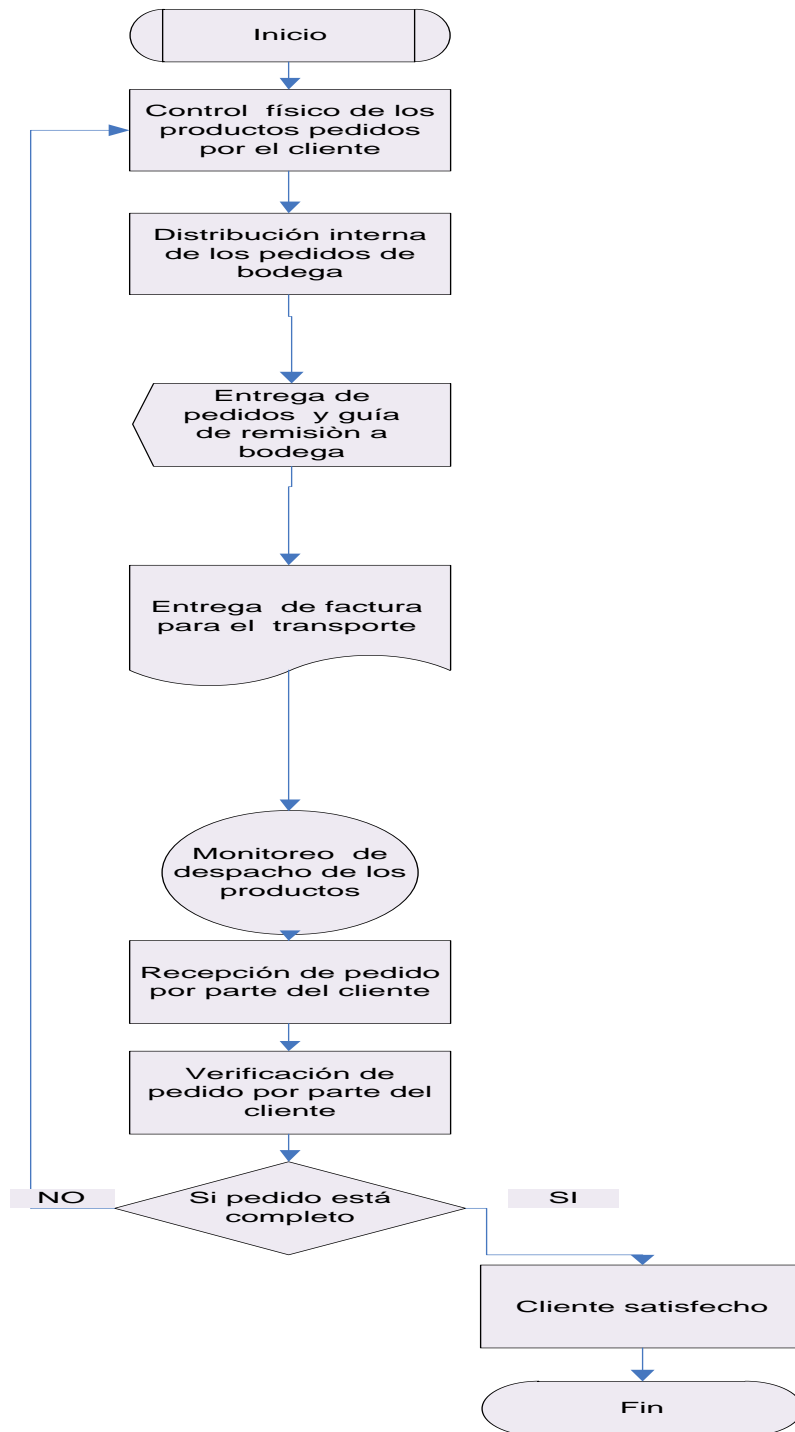 Inicio
Control físico de los
productos pedidos
por el cliente
Distribución interna
de los pedidos de
bodega
Entrega de
pedidos y guía
de remisiòn a
bodega
Entrega de factura
para el transporte
Monitoreo de
despacho de los
productos
Recepción de pedido
por parte del cliente
Verificación de
pedido por parte del
cliente
NO
Si pedido está
completo
SI
Cliente satisfecho
Fin